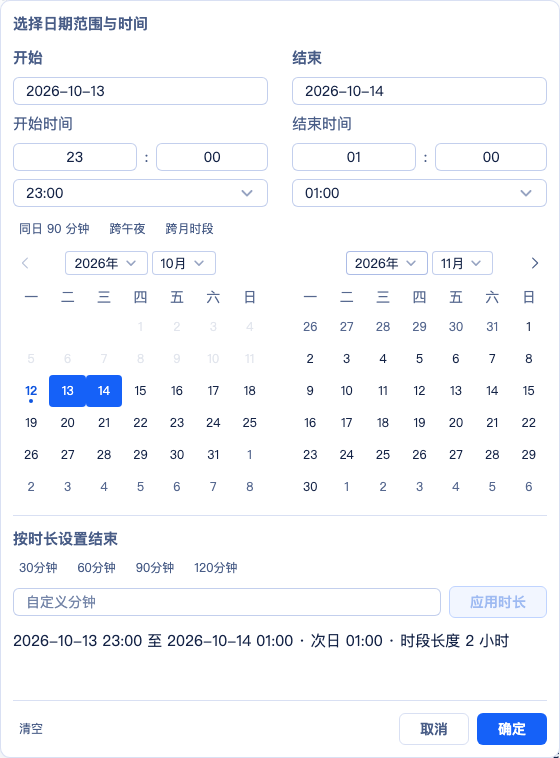 选择日期范围与时间
开始 结束
2026-10-13 2026-10-14
开始时间 结束时间
23 : 00 01 : 00
23:00 01:00
同日 90 分钟 跨午夜 跨月时段
2026年 10月 2026年 11月
一 二 三 四 五 六 日 一 二 三 四 五 六 日
1 2 3 4 26 27 28 29 30 31 1
5 6 7 8 9 10 11 2 3 4 5 6 7 8
12 13 14 15 16 17 18 9 10 11 12 13 14 15
19 20 21 22 23 24 25 16 17 18 19 20 21 22
26 27 28 29 30 31 1 23 24 25 26 27 28 29
2 3 4 5 6 7 8 30 1 2 3 4 5 6
按时长设置结束
30分钟 60分钟 90分钟 120分钟
自定义分钟 应用时长
2026-10-13 23:00 至 2026-10-14 01:00 · 次日 01:00 · 时段长度 2 小时
清空 取消 确定